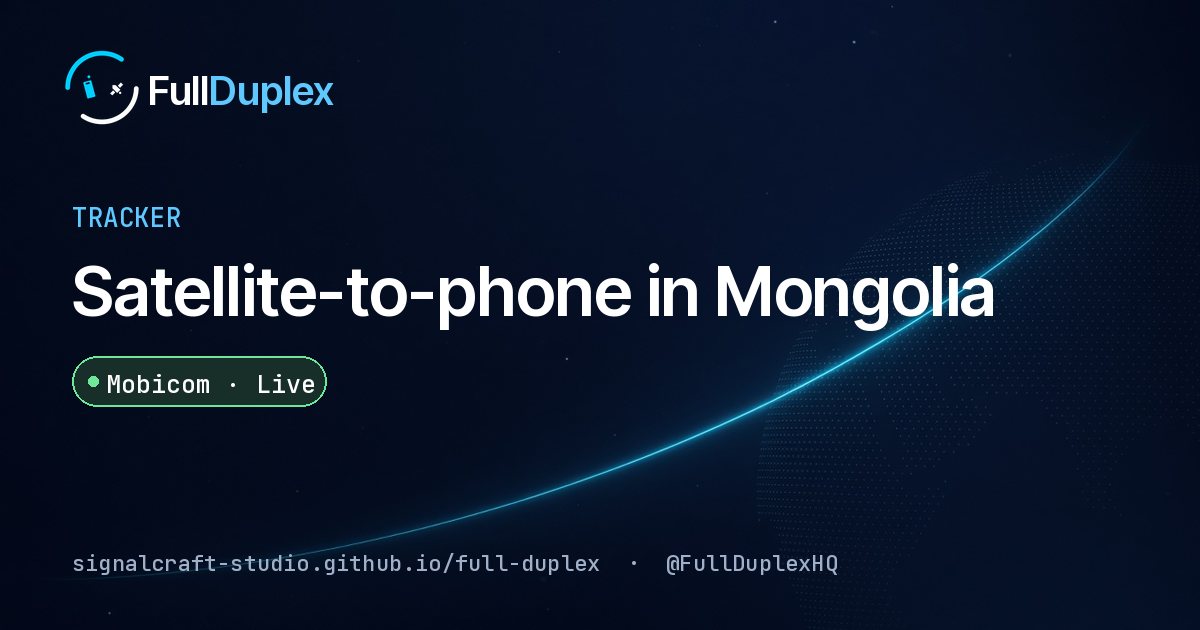 FullDuplex
TRACKER
Satellite-to-phone in Mongolia
Mobicom · Live
signalcraft-studio.github.io/full-duplex · @FullDuplexHQ